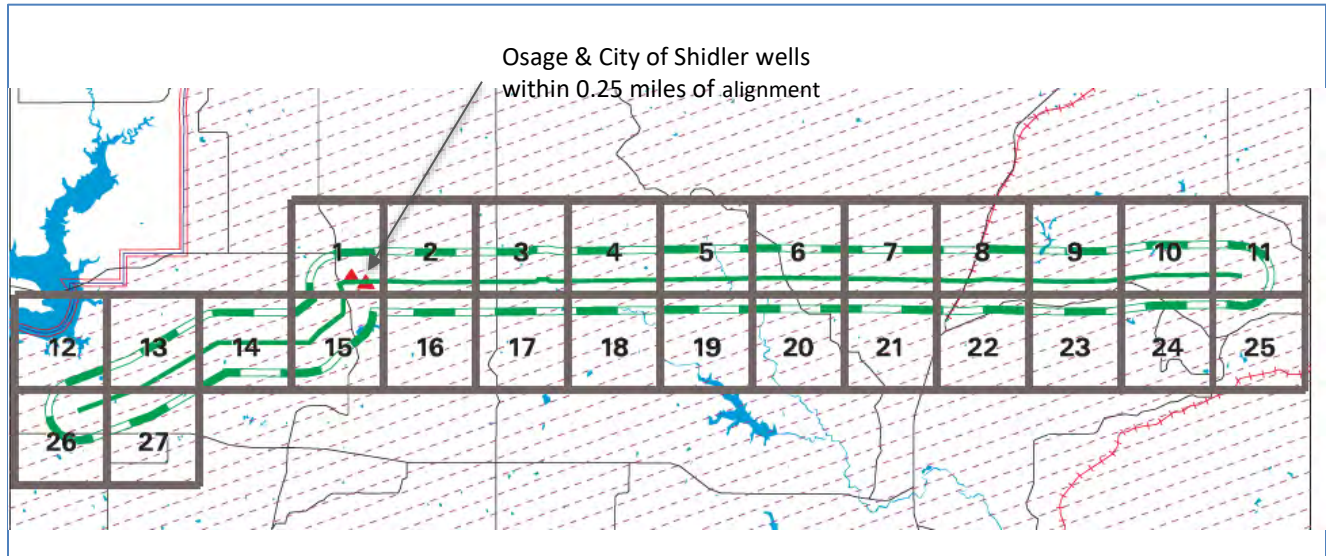 Osage & City of Shidler wells
within 0.25 miles of alignment
1 2 3 4 5 6 7 8 9 10 11
12 13 14 15 16 17 18 19 20 21 22 23 24 25
26 27